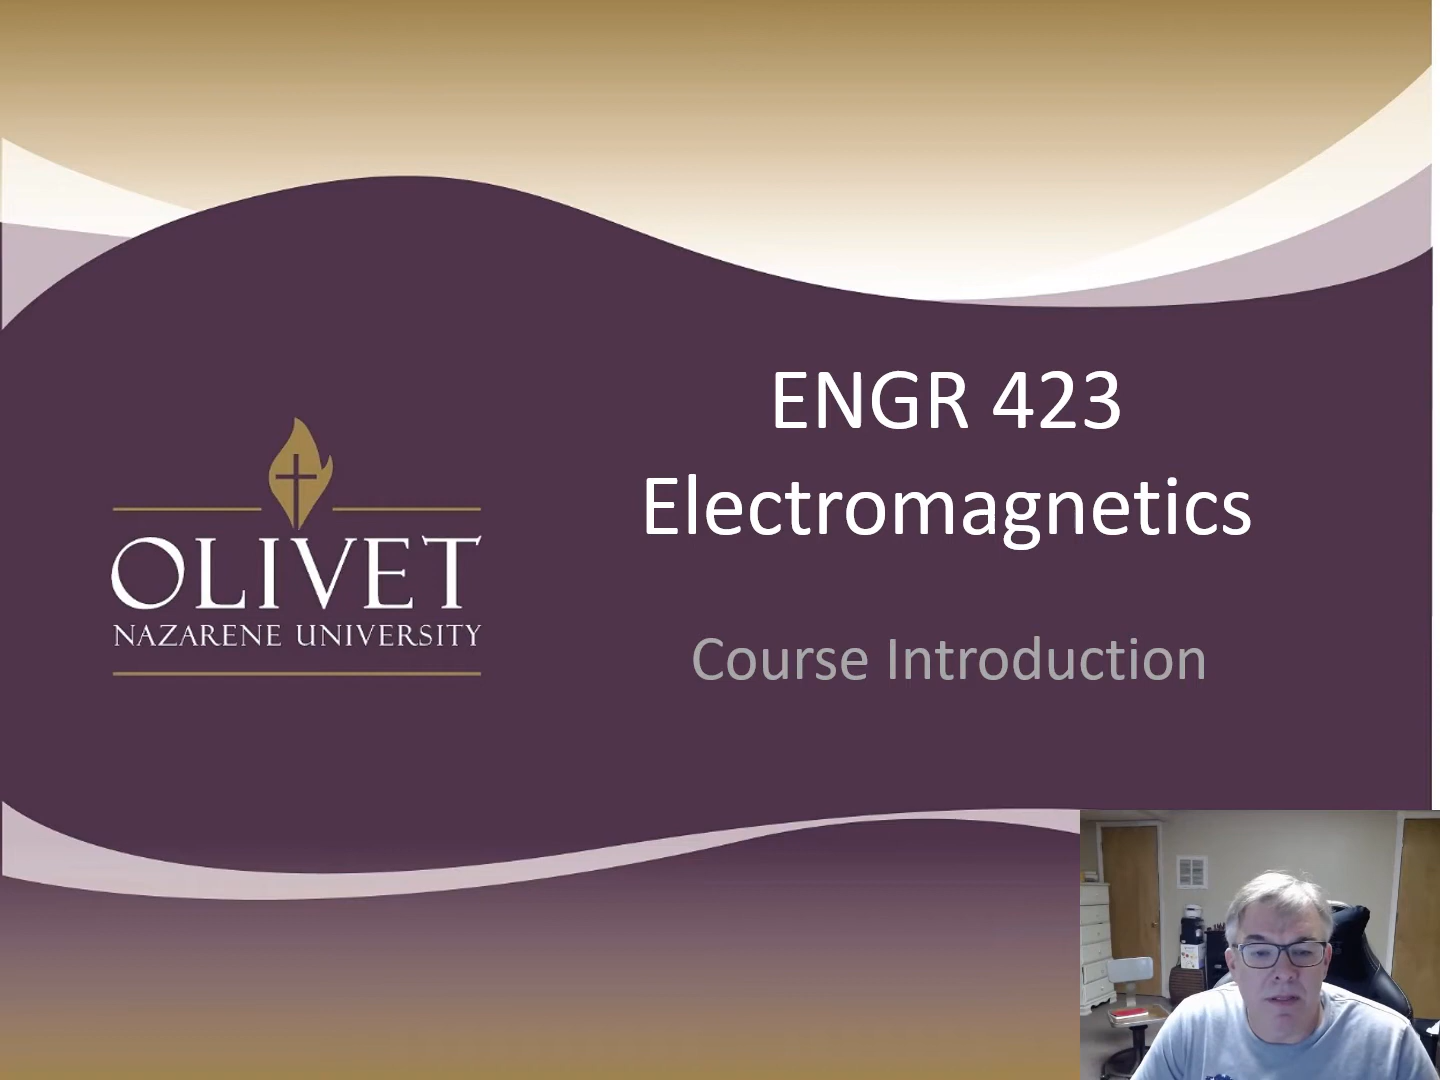 ENGR 423
Electromagnetics
OLIVET
NAZARENE UNIVERSITY
Course Introduction